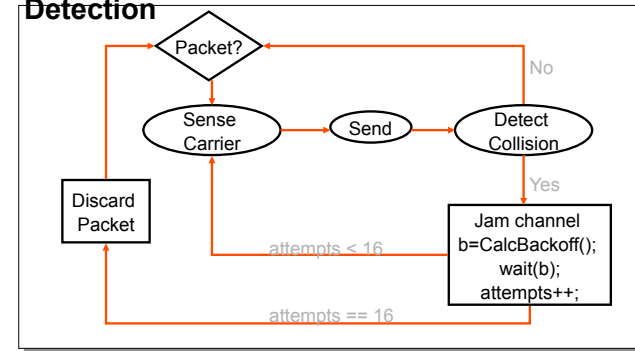 Detection
Packet?
No
Sense
Carrier
Send
Detect
Collision
Yes
Discard
Packet
Jam channel
b=CalcBackoff();
wait(b);
attempts++;
attempts < 16
attempts == 16